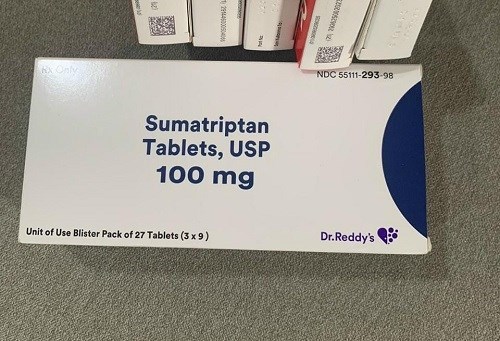 Rx Only
NDC 55111-293-98
Sumatriptan
Tablets, USP
100 mg
Unit of Use Blister Pack of 27 Tablets (3 x 9)
Dr.Reddy's